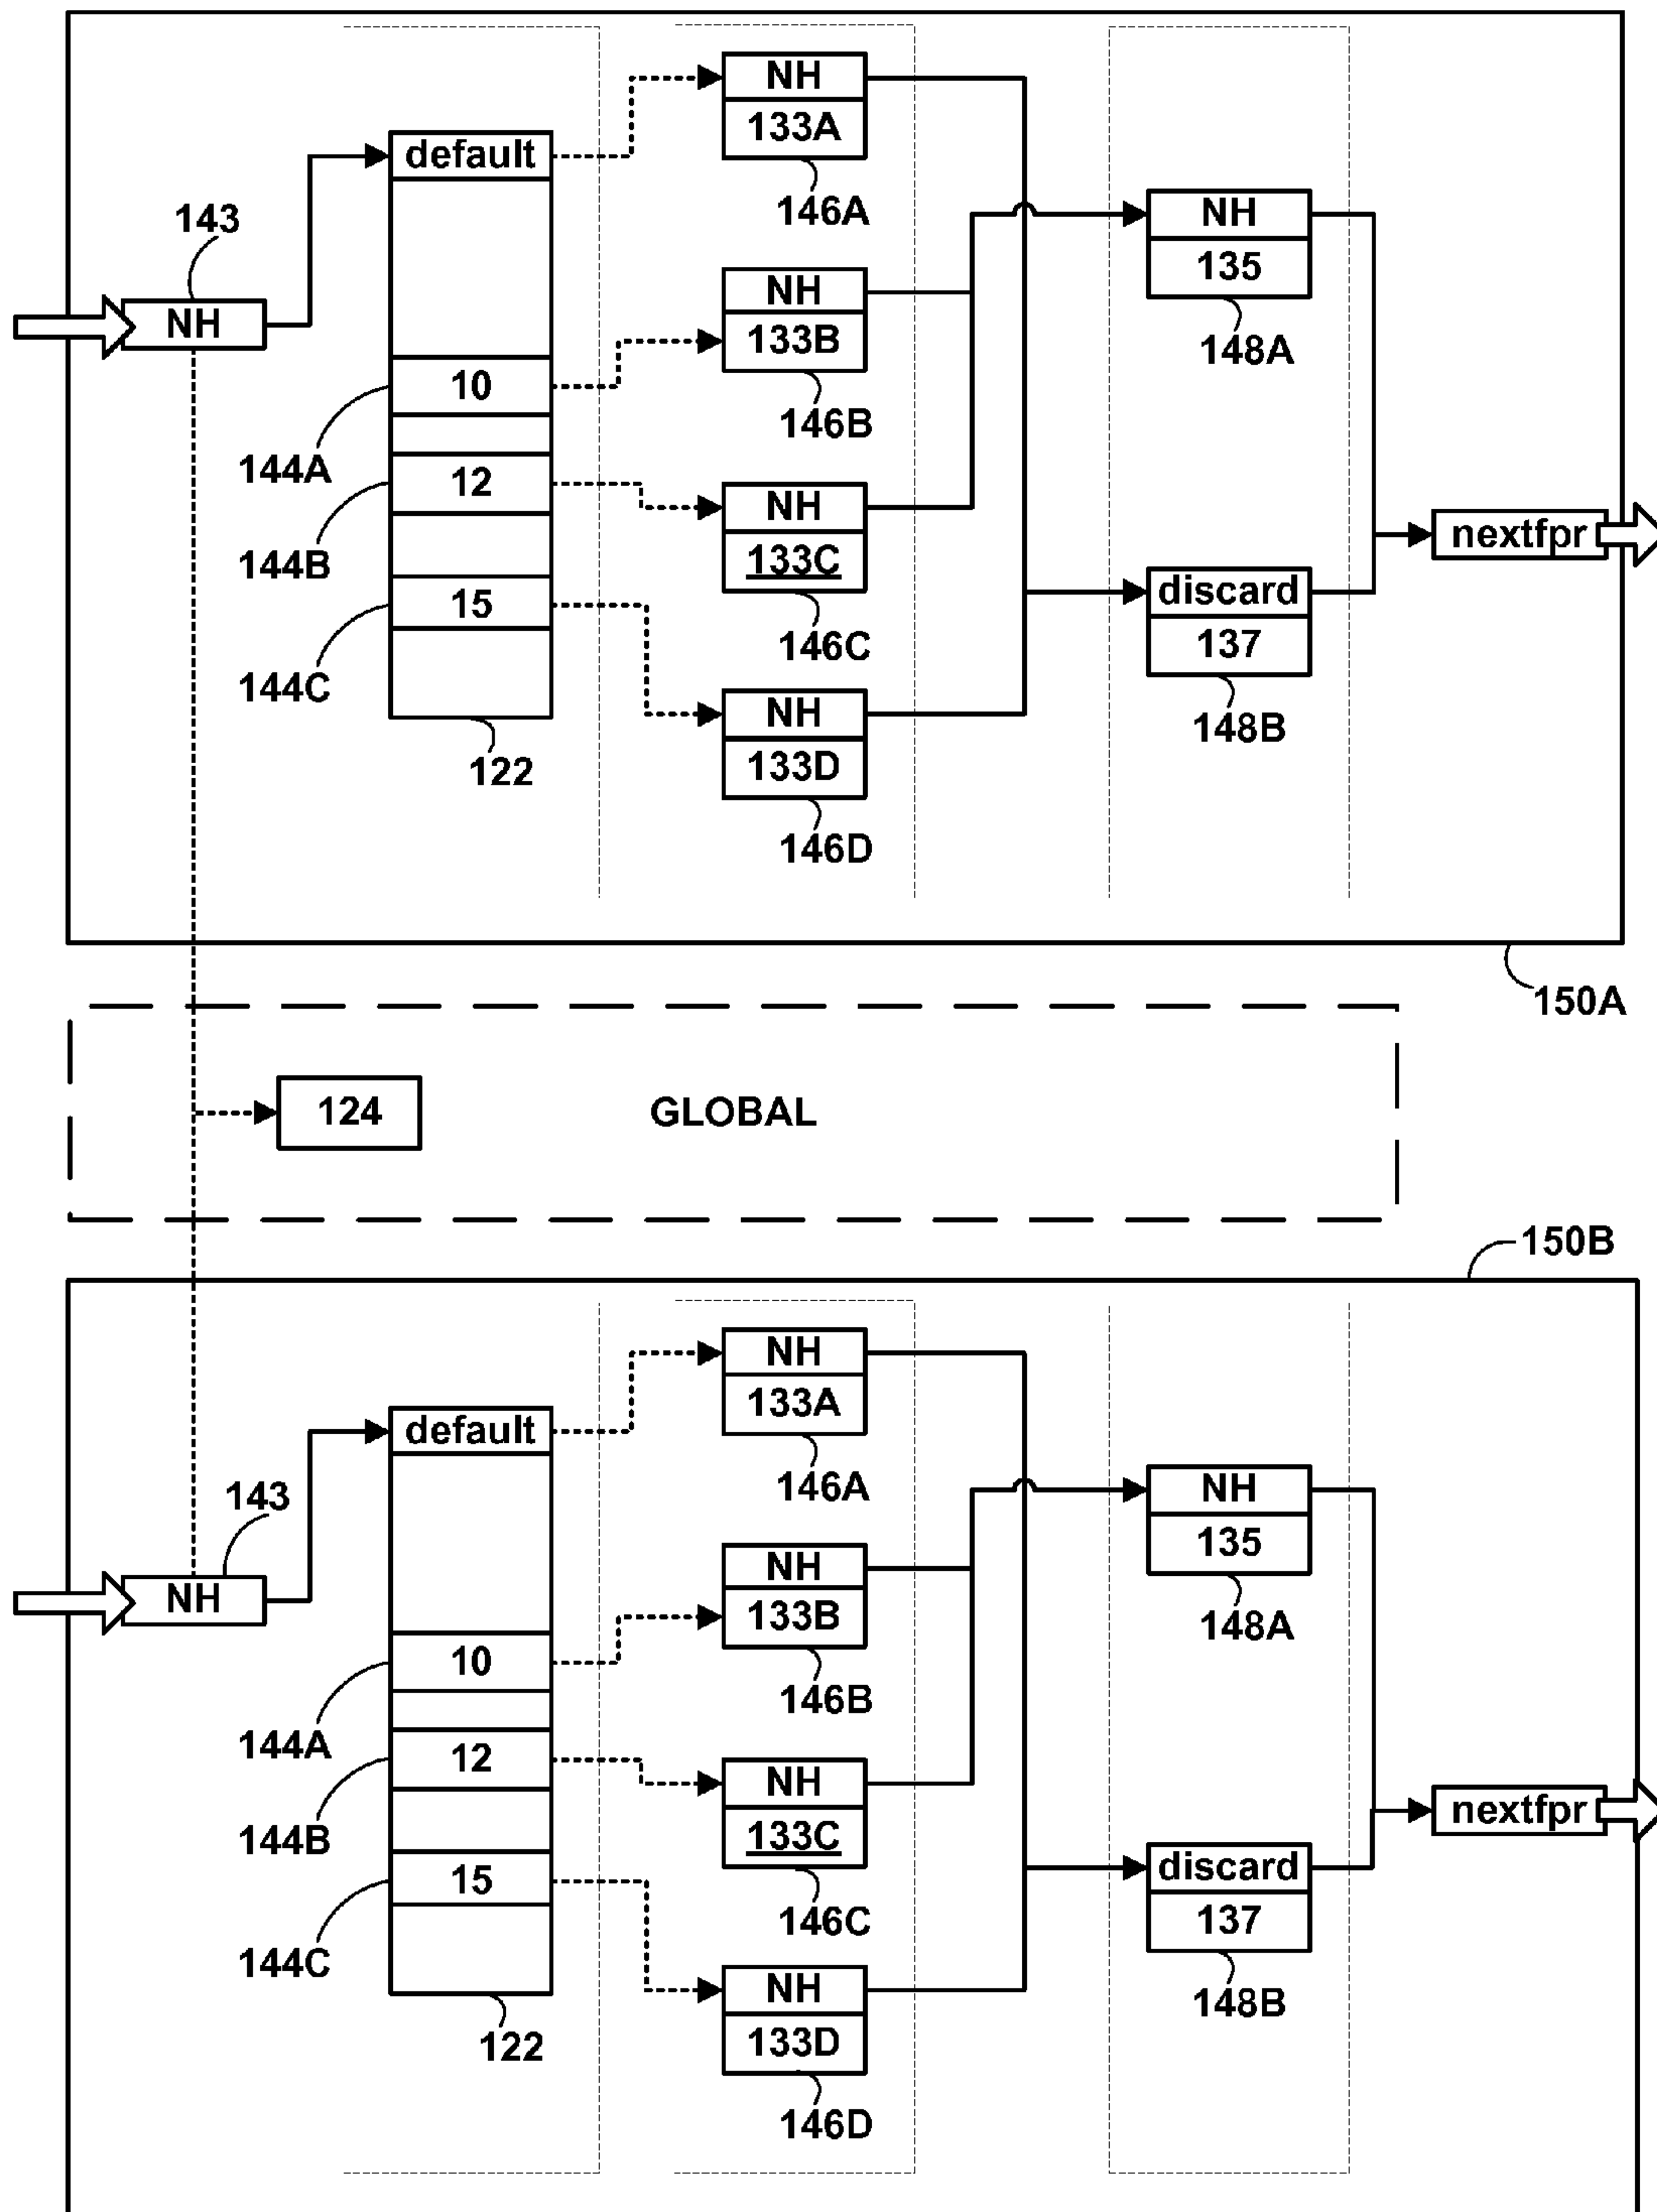 NH
133A
146A
default
143
NH
NH
133B
146B
NH
135
148A
10
144A
12
144B
NH
133C
146C
nextfpr
15
144C
discard
137
148B
NH
133D
146D
122
150A
124
GLOBAL
150B
NH
133A
146A
default
143
NH
NH
133B
146B
NH
135
148A
10
144A
12
144B
NH
133C
146C
nextfpr
15
144C
discard
137
148B
NH
133D
146D
122